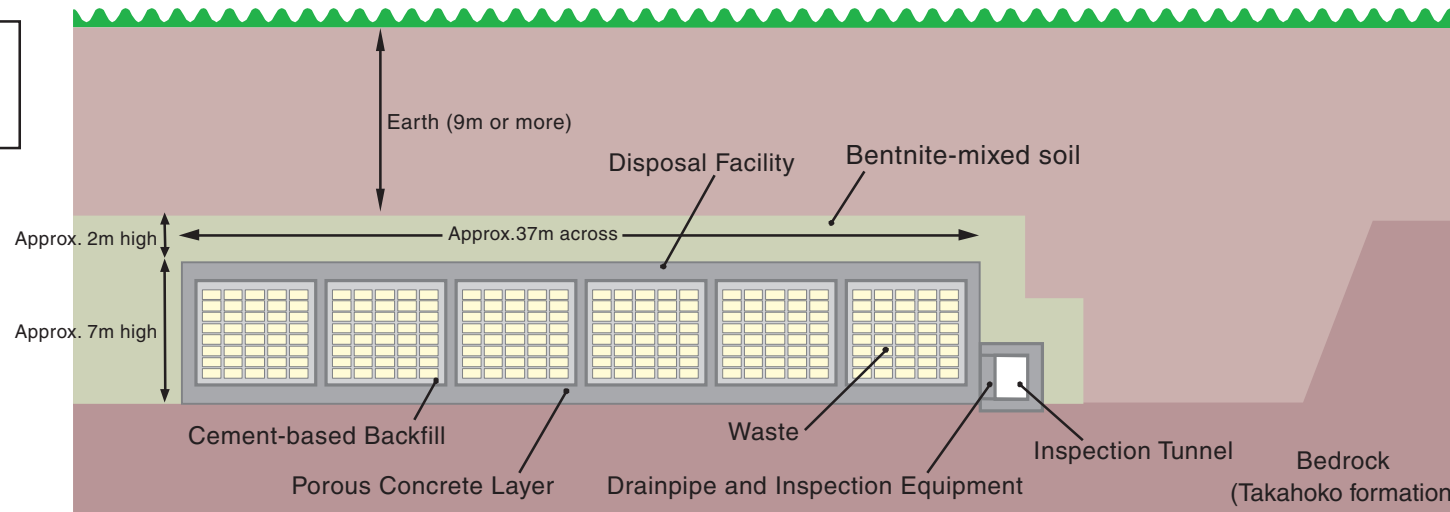 Earth (9m or more)
Disposal Facility
Bentnite-mixed soil
Approx. 2m high
Approx.37m across
Approx. 7m high
Cement-based Backfill
Waste
Inspection Tunnel
Porous Concrete Layer
Drainpipe and Inspection Equipment
Bedrock
(Takahoko formation